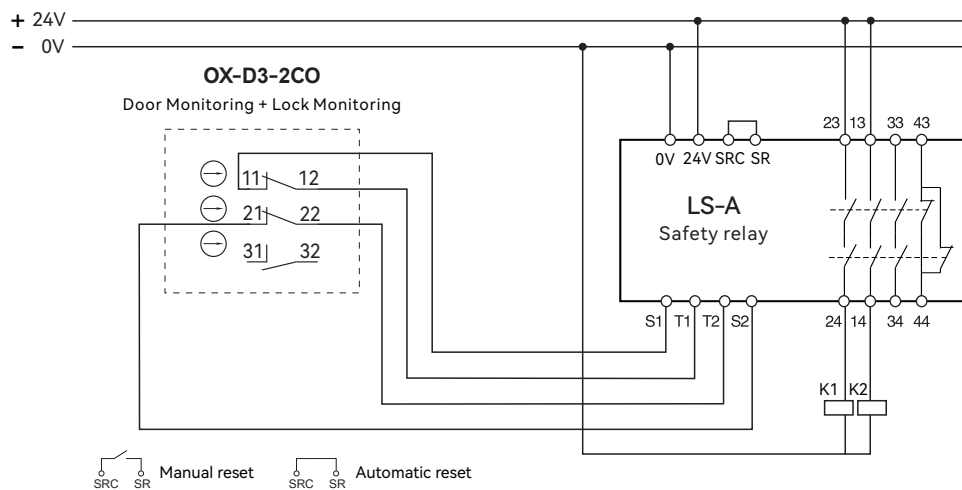 + 24V
- 0V
OX-D3-2CO
Door Monitoring + Lock Monitoring
11 12
21 22
31 32
23 13 33 43
0V 24V SRC SR
LS-A
Safety relay
S1 T1 T2 S2
24 14 34 44
K1 K2
SRC SR Manual reset
SRC SR Automatic reset